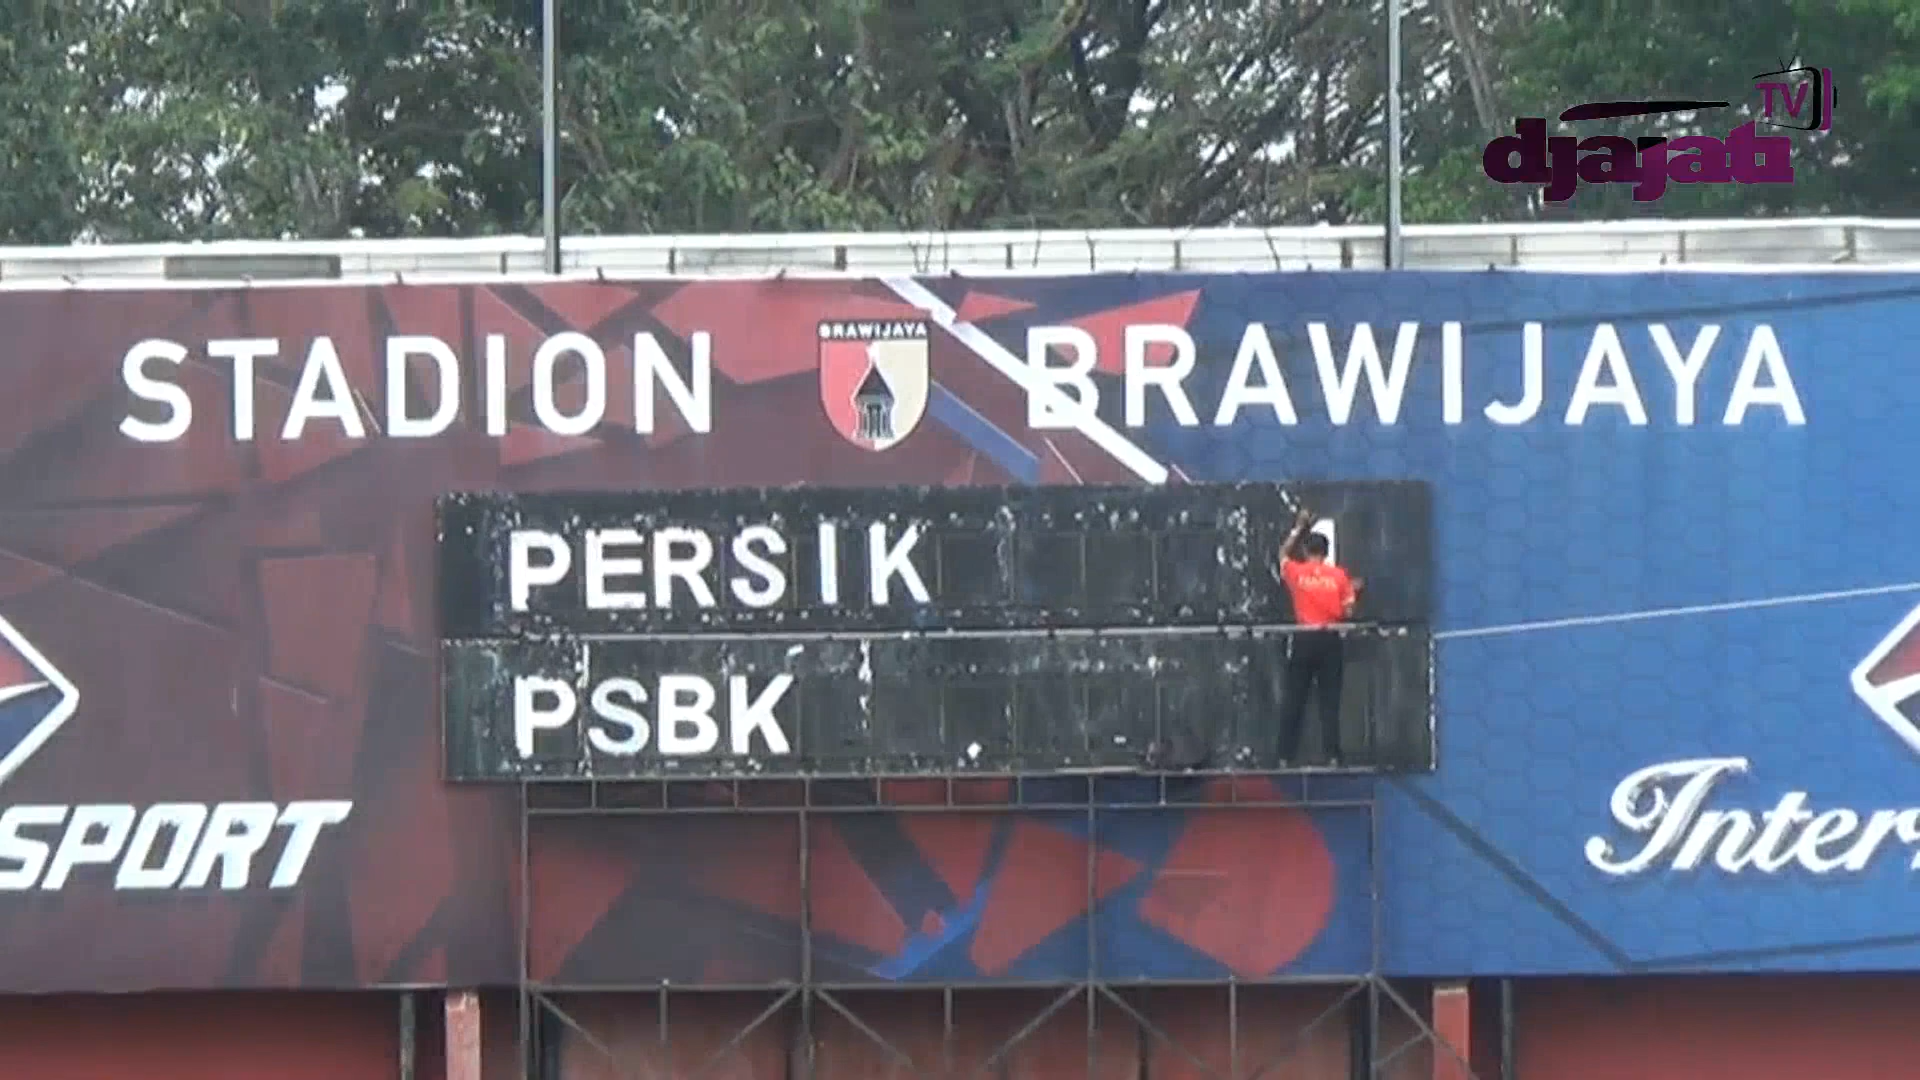 TV
djajati
BRAWIJAYA
STADION BRAWIJAYA
PERSIK
PSBK
SPORT
Inter